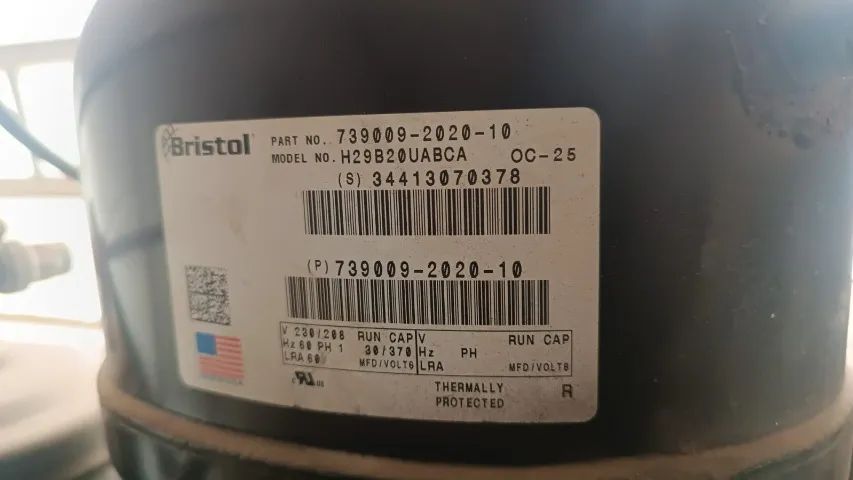 Bristol
PART NO.. 739009-2020-10
MODEL NO. H29B20UABCA OC-25
(S) 34413070378
(P) 739009-2020-10
V 230/208 RUN CAP V RUN CAP
Hz 60 PH 1 30/370 Hz PH
LRA 60 MFD/VOLTS LRA MFD/VOLTS
c RU us
THERMALLY R
PROTECTED